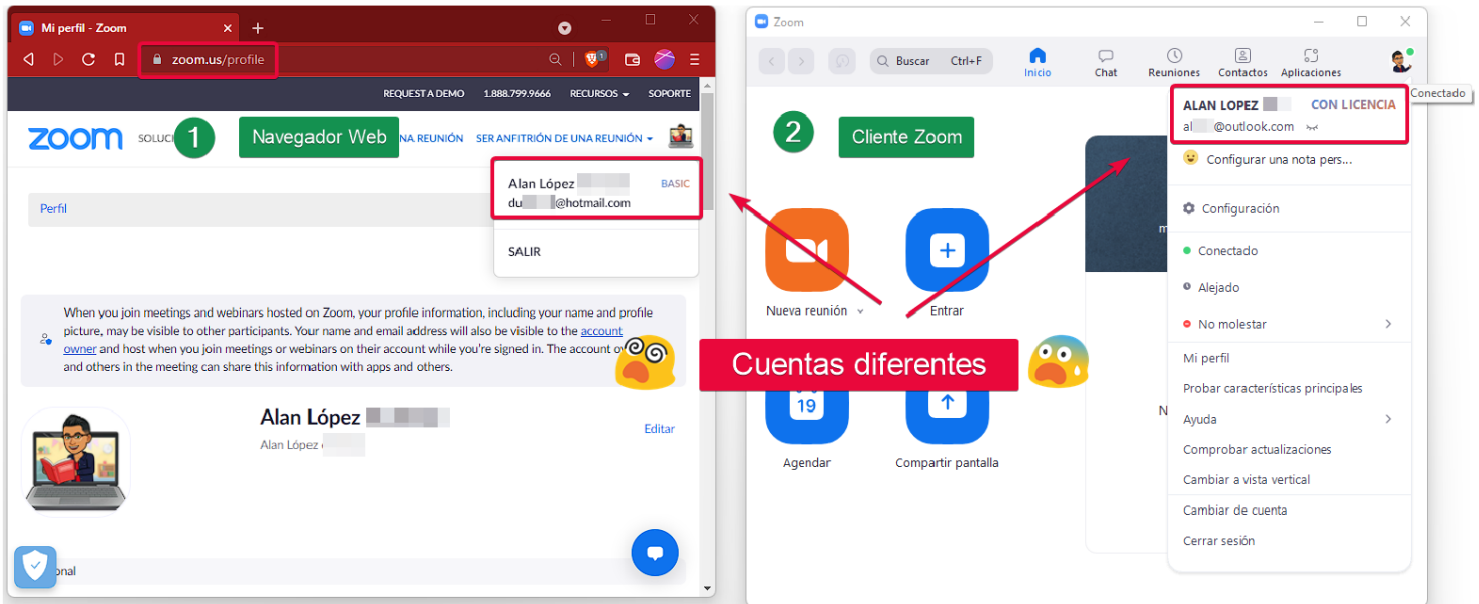 Mi perfil - Zoom
zoom.us/profile
1
REQUEST A DEMO 1.888.799.9666 RECURSOS SOPORTE
zoom
SOLUC
1
Navegador Web
NA REUNIÓN SER ANFITRIÓN DE UNA REUNIÓN
Alan López BASIC
du @hotmail.com
SALIR
Perfil
When you join meetings and webinars hosted on Zoom, your profile information, including your name and profile
picture, may be visible to other participants. Your name and email address will also be visible to the account
owner and host when you join meetings or webinars on their account while you're signed in. The account ow
and others in the meeting can share this information with apps and others.
Alan López
Alan López
Editar
onal
Cuentas diferentes
Zoom
Buscar Ctrl+F
Inicio
Chat
Reuniones
Contactos
Aplicaciones
Conectado
2
Cliente Zoom
ALAN LOPEZ CON LICENCIA
al @outlook.com
Configurar una nota pers...
Configuración
Conectado
Alejado
No molestar
Mi perfil
Probar características principales
Ayuda
Comprobar actualizaciones
Cambiar a vista vertical
Cambiar de cuenta
Cerrar sesión
Nueva reunión
Entrar
19
Agendar
Compartir pantalla
m
N